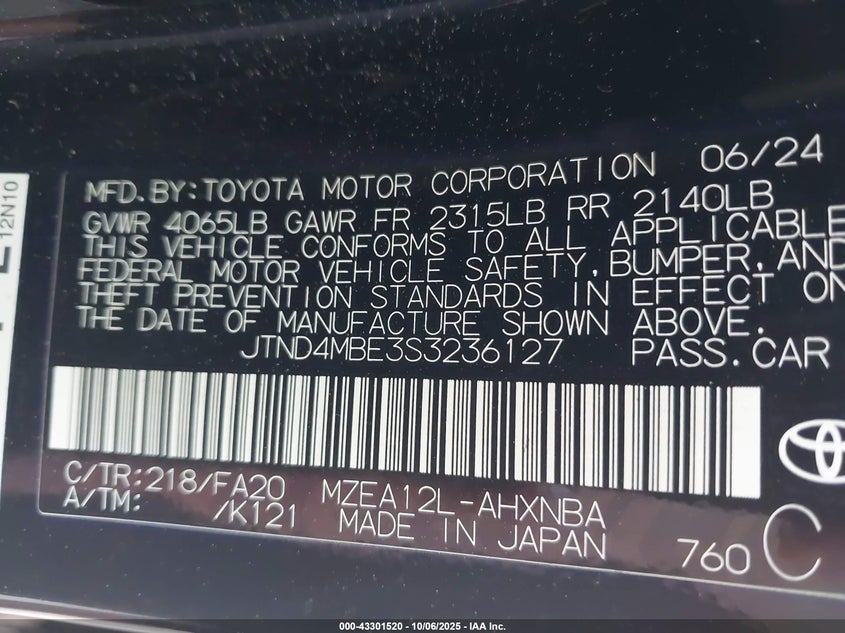 12N10
MFD.BY:TOYOTA MOTOR CORPORATION 06/24
GVWR 4065LB GAWR FR 2315LB RR 2140LB
THIS VEHICLE CONFORMS TO ALL APPLICABLE
FEDERAL MOTOR VEHICLE SAFETY,BUMPER,AND
THEFT PREVENTION STANDARDS IN EFFECT ON
THE DATE OF MANUFACTURE SHOWN ABOVE.
JTND4MBE3S3236127 PASS.CAR
C/TR:218/FA20 MZEA12L-AHXNBA
A/TM: /K121 MADE IN JAPAN 760 C
000-43301520 - 10/06/2025 - IAA Inc.